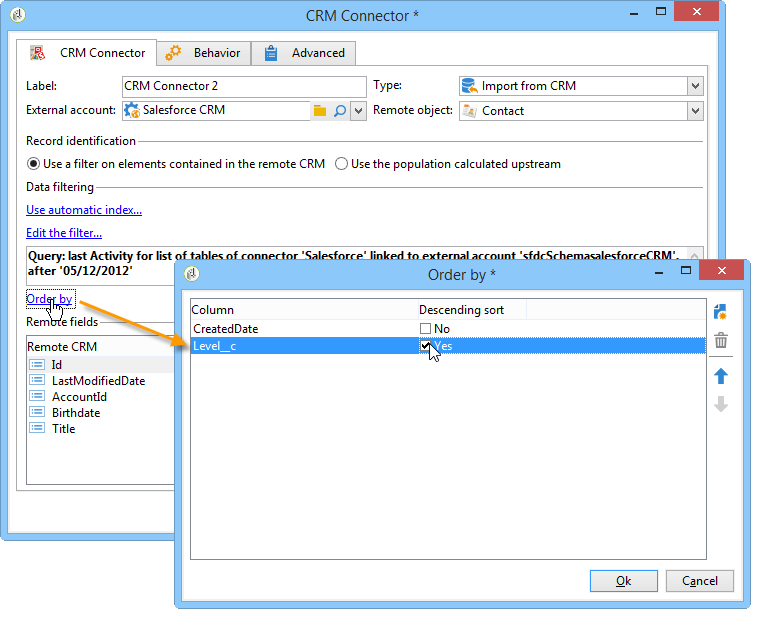 CRM Connector *
CRM Connector Behavior Advanced
Label: CRM Connector 2 Type: Import from CRM
External account: Salesforce CRM Remote object: Contact
Record identification
Use a filter on elements contained in the remote CRM Use the population calculated upstream
Data filtering
Use automatic index...
Edit the filter...
Query: last Activity for list of tables of connector 'Salesforce' linked to external account 'sfdcSchemasalesforceCRM',
after '05/12/2012'
Order by
Remote fields
Remote CRM
Id
LastModifiedDate
AccountId
Birthdate
Title
Order by *
Column Descending sort
CreatedDate No
Level__c Yes
Ok Cancel